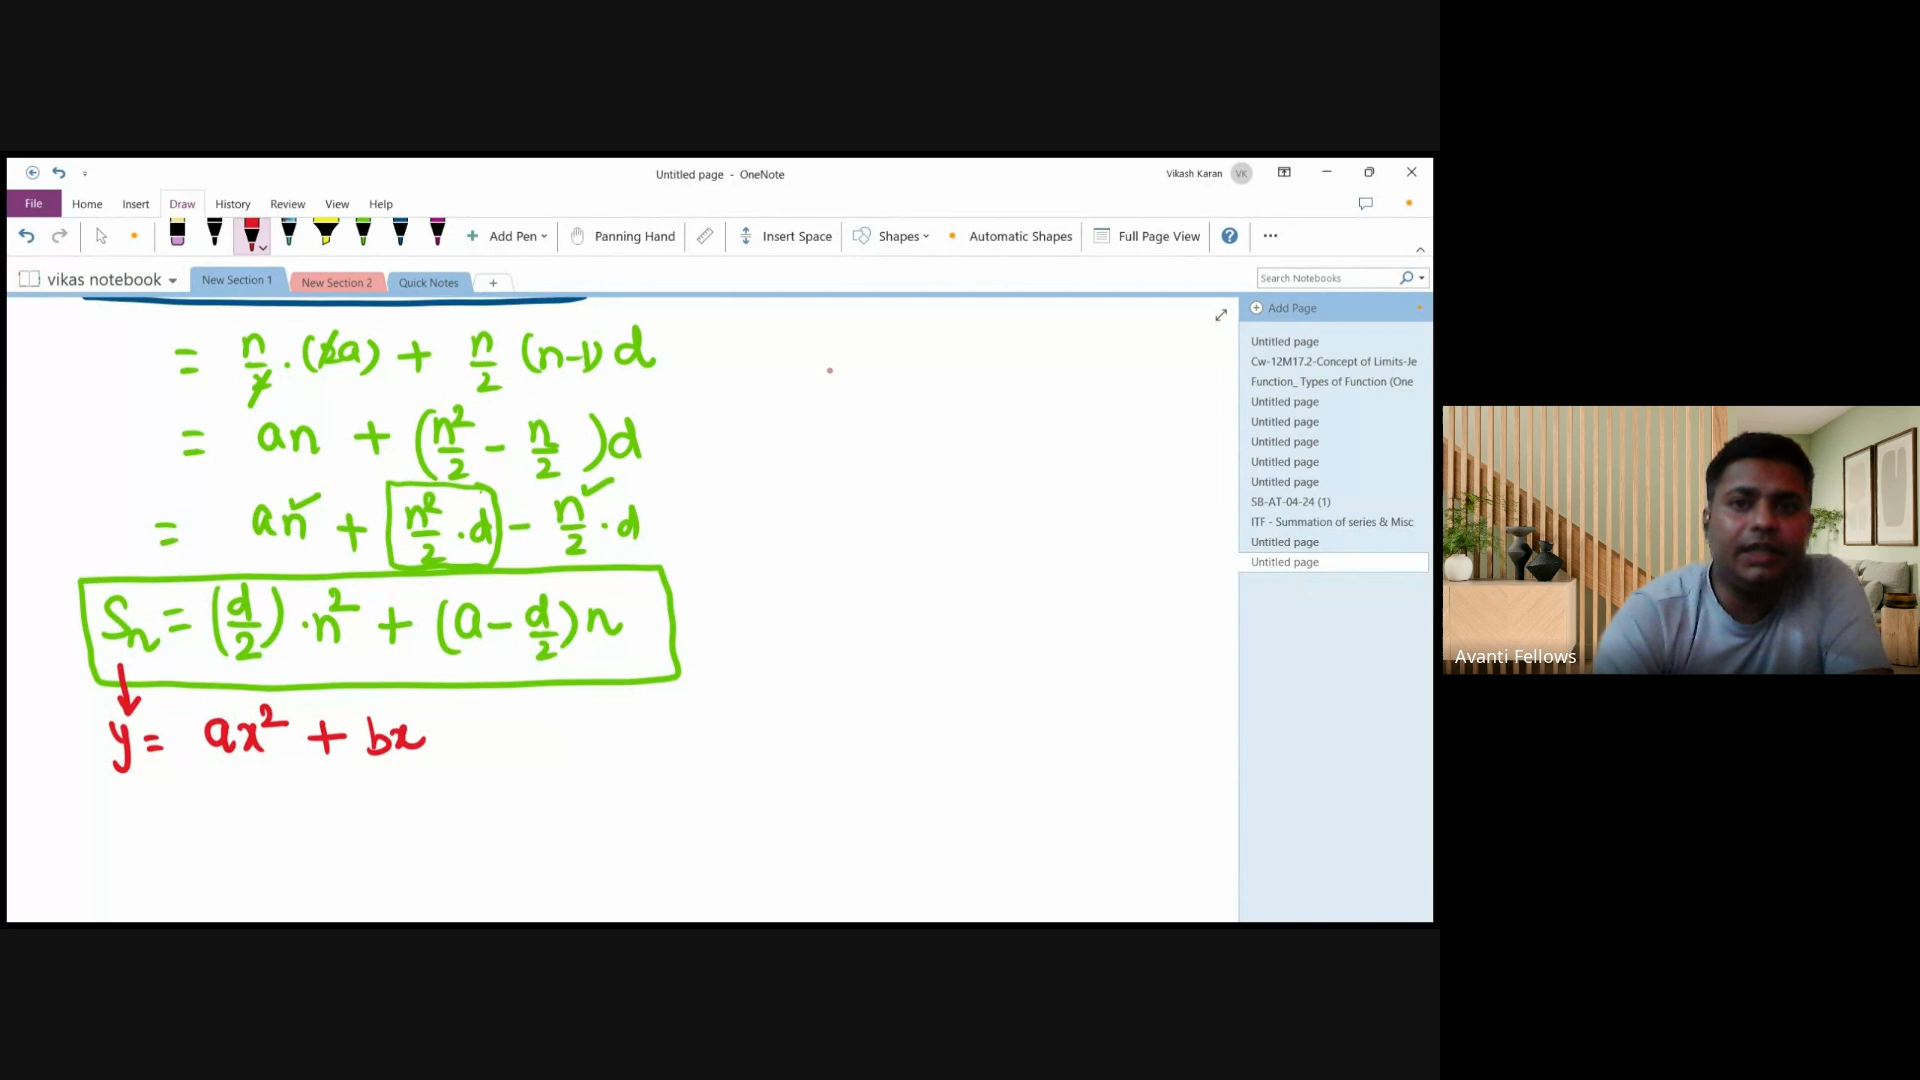 Untitled page - OneNote
Vikash Karan VK
File Home Insert Draw History Review View Help
Add Pen Panning Hand Insert Space Shapes Automatic Shapes Full Page View ? ...
vikas notebook New Section 1 New Section 2 Quick Notes +
Search Notebooks
= n/2 . (2a) + n/2 (n-1) d
= an + (n²/2 - n/2)d
= an + n²/2 . d - n/2 . d
Sn = (d/2) . n² + (a - d/2) n
y = ax² + bx
Add Page
Untitled page
Cw-12M17.2-Concept of Limits-Je
Function_ Types of Function (One
Untitled page
Untitled page
Untitled page
Untitled page
Untitled page
SB-AT-04-24 (1)
ITF - Summation of series & Misc
Untitled page
Untitled page
Avanti Fellows